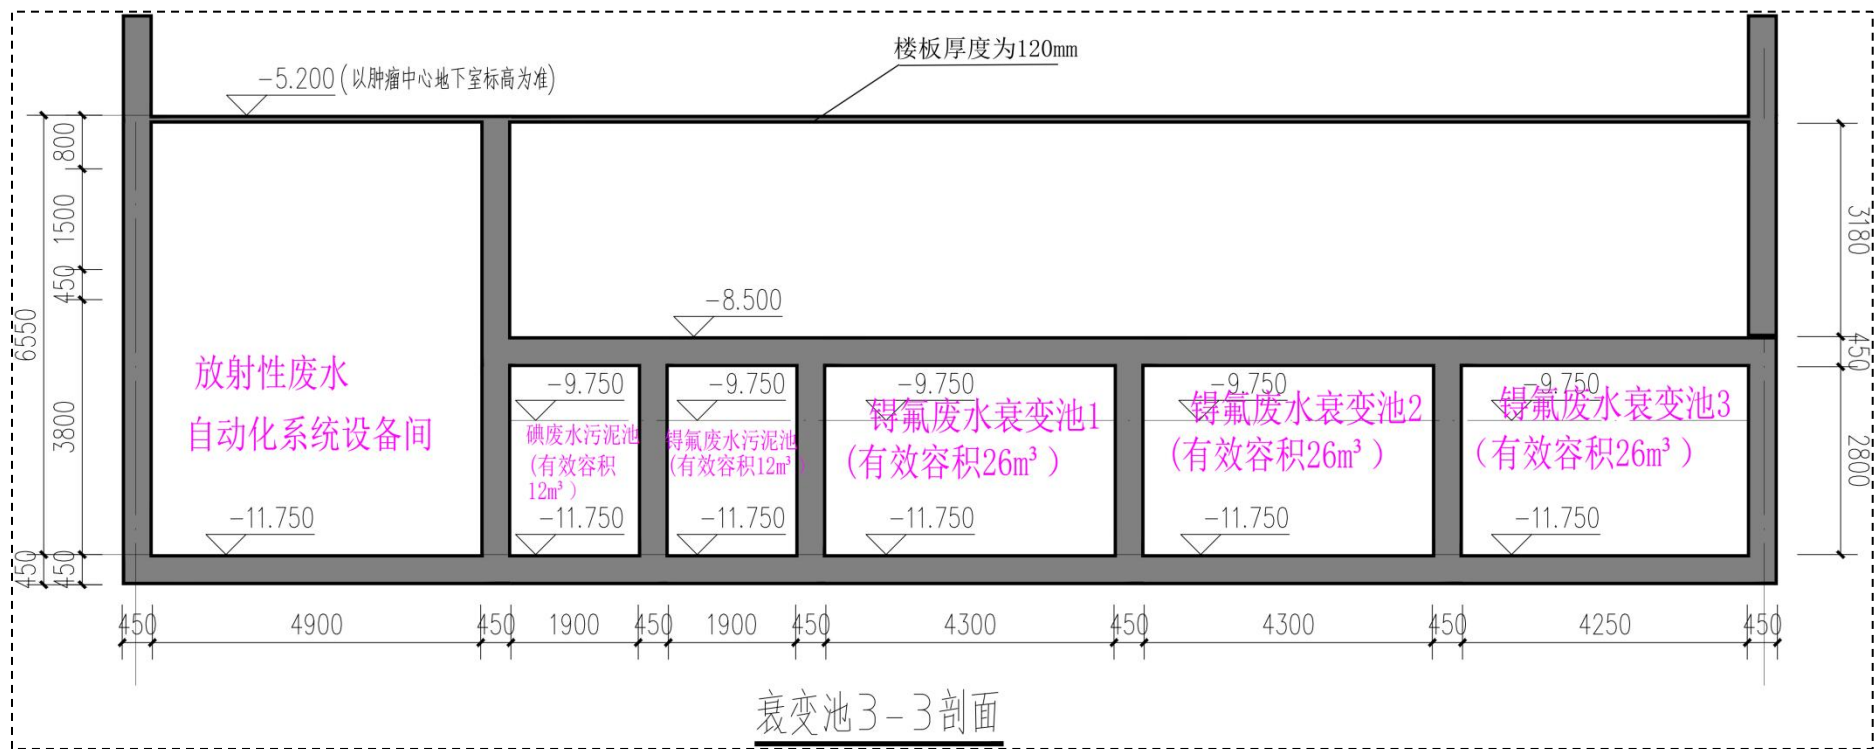 楼板厚度为120mm
-5.200(以肿瘤中心地下室标高为准)
800
1500
450
6550
3800
450
450
3180
450
2800
-8.500
放射性废水
自动化系统设备间
-11.750
-9.750
碘废水污泥池
(有效容积
12m³)
-11.750
-9.750
锝氟废水污泥池
(有效容积12m³)
-11.750
-9.750
锝氟废水衰变池1
(有效容积26m³)
-11.750
-9.750
锝氟废水衰变池2
(有效容积26m³)
-11.750
-9.750
锝氟废水衰变池3
(有效容积26m³)
-11.750
450 4900 450 1900 450 1900 450 4300 450 4300 450 4250 450
衰变池3-3剖面